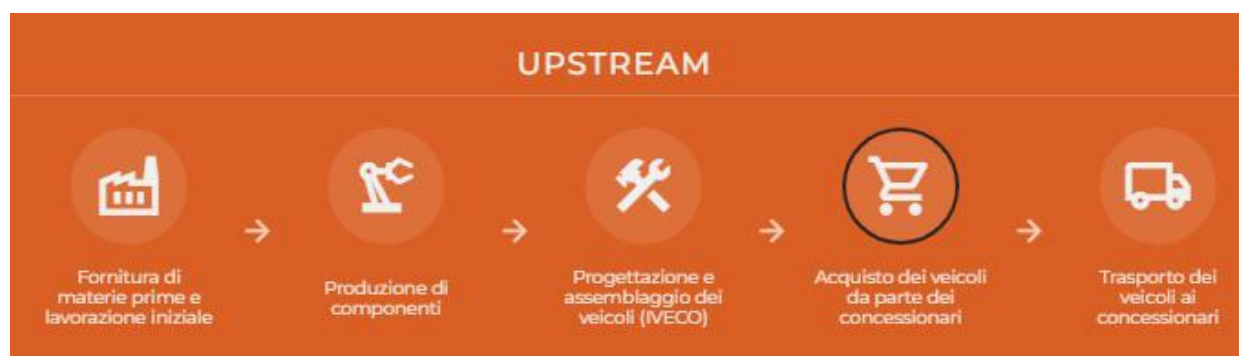 UPSTREAM
Fornitura di
materie prime e
lavorazione iniziale
Produzione di
componenti
Progettazione e
assemblaggio dei
veicoli (IVECO)
Acquisto dei veicoli
da parte dei
concessionari
Trasporto dei
veicoli ai
concessionari